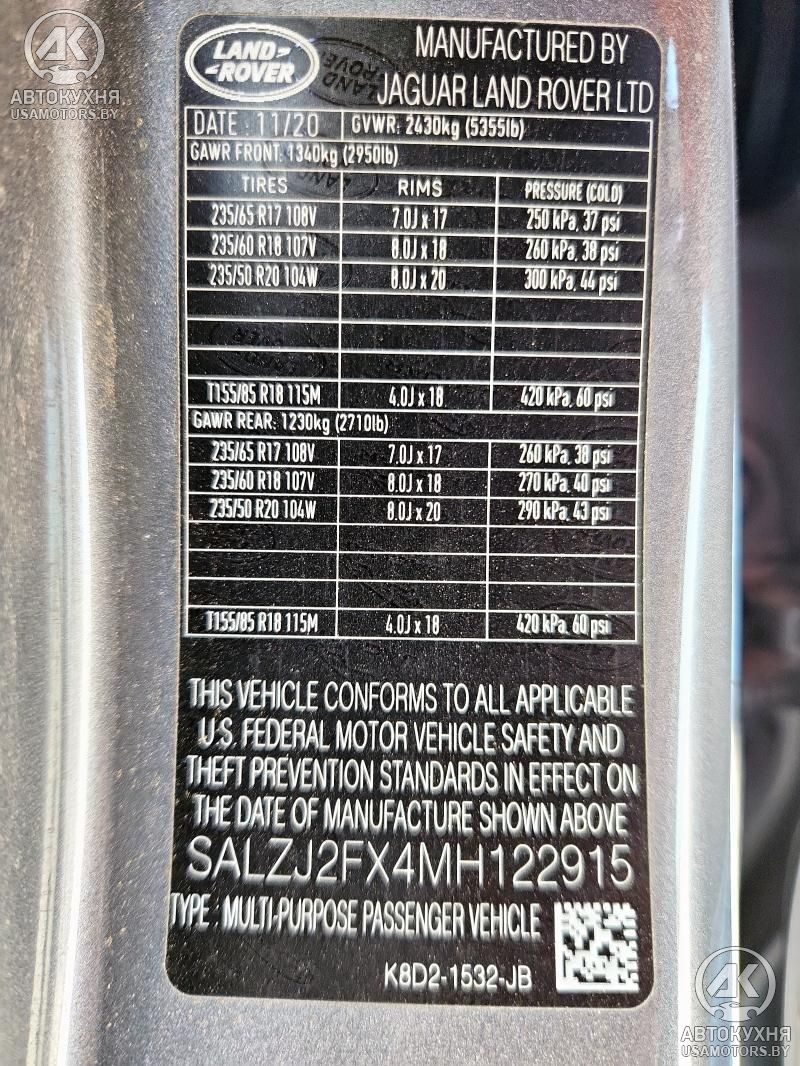 АВТОКУХНЯ
USAMOTORS.BY
LAND-
-ROVER
MANUFACTURED BY
JAGUAR LAND ROVER LTD
DATE : 11/20 GVWR: 2430kg (5355lb)
GAWR FRONT: 1340kg (2950lb)
TIRES RIMS PRESSURE (COLD)
235/65 R17 108V 7.0J x 17 250 kPa, 37 psi
235/60 R18 107V 8.0J x 18 260 kPa, 38 psi
235/50 R20 104W 8.0J x 20 300 kPa, 44 psi
T155/85 R18 115M 4.0J x 18 420 kPa, 60 psi
GAWR REAR: 1230kg (2710lb)
235/65 R17 108V 7.0J x 17 260 kPa, 38 psi
235/60 R18 107V 8.0J x 18 270 kPa, 40 psi
235/50 R20 104W 8.0J x 20 290 kPa, 43 psi
T155/85 R18 115M 4.0J x 18 420 kPa, 60 psi
THIS VEHICLE CONFORMS TO ALL APPLICABLE
U.S. FEDERAL MOTOR VEHICLE SAFETY AND
THEFT PREVENTION STANDARDS IN EFFECT ON
THE DATE OF MANUFACTURE SHOWN ABOVE
SALZJ2FX4MH122915
TYPE : MULTI-PURPOSE PASSENGER VEHICLE
K8D2-1532-JB
АВТОКУХНЯ
USAMOTORS.BY